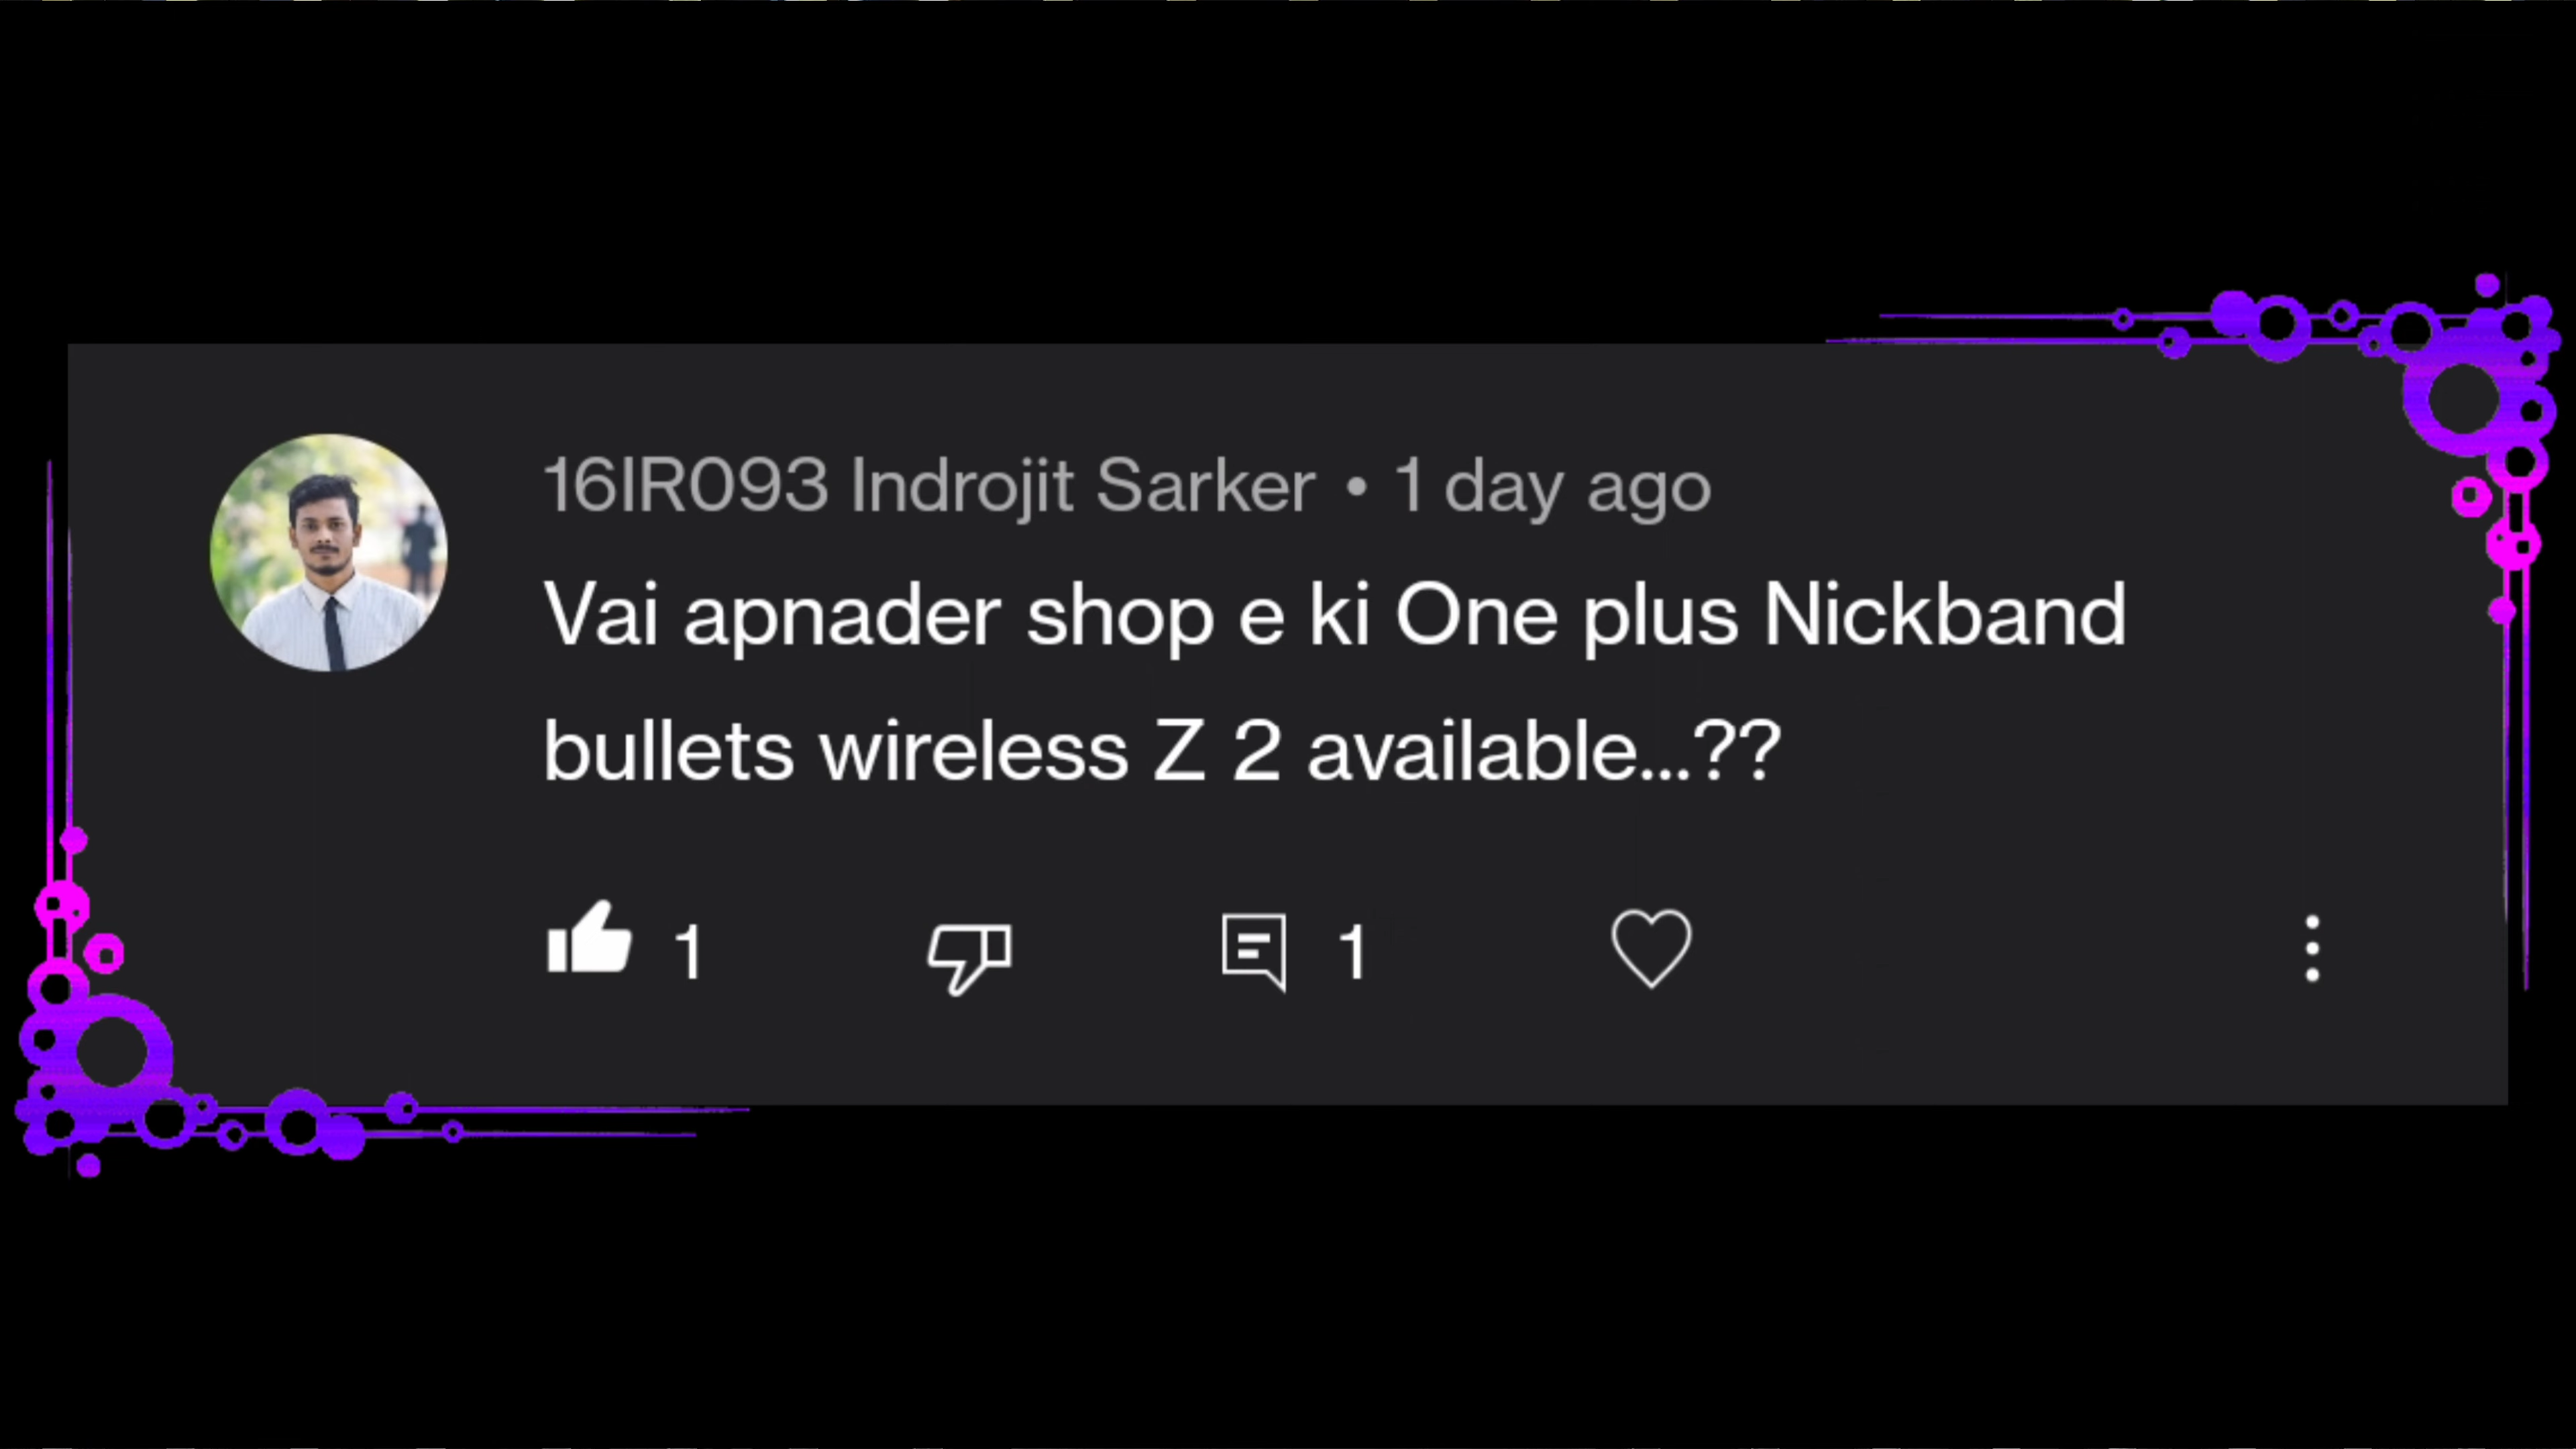 16IR093 Indrojit Sarker • 1 day ago
Vai apnader shop e ki One plus Nickband
bullets wireless Z 2 available...??
1
1